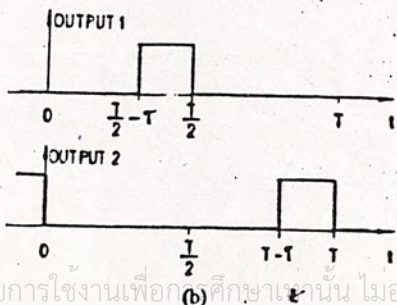 OUTPUT 1
0 T/2 - τ T/2 T t
OUTPUT 2
0 T/2 T-τ T t
(b)